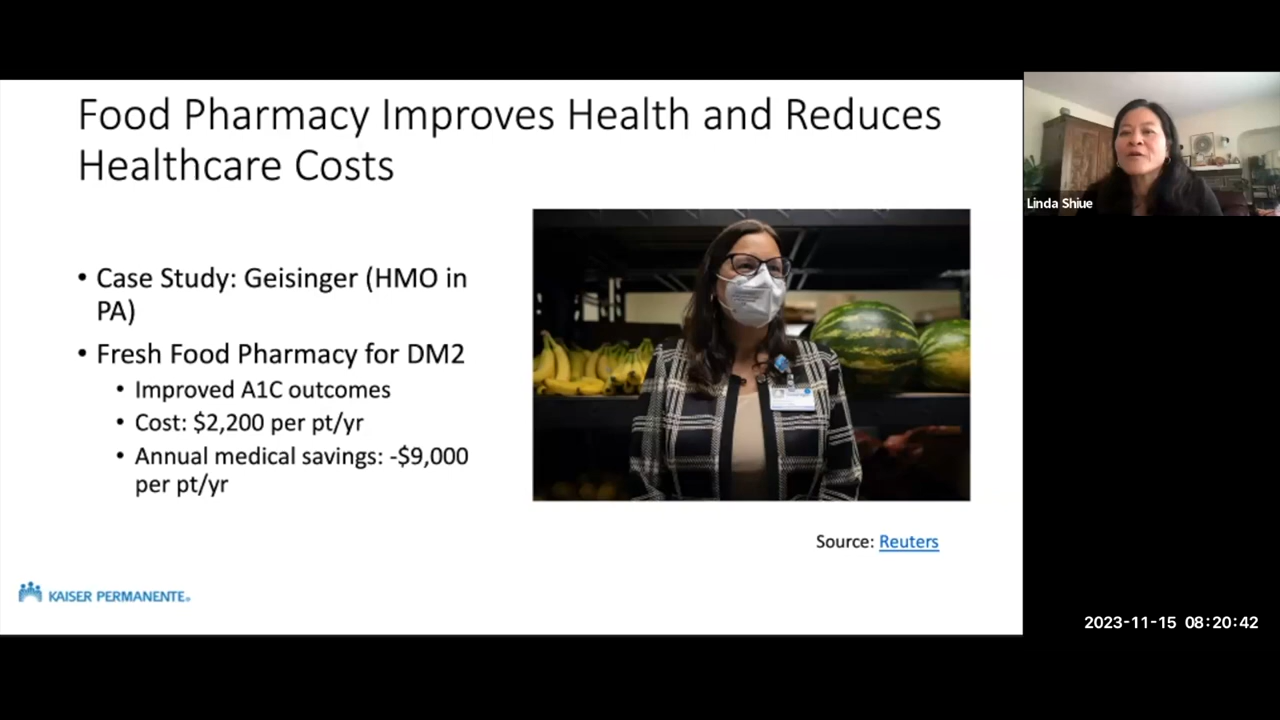 Food Pharmacy Improves Health and Reduces
Healthcare Costs
• Case Study: Geisinger (HMO in
PA)
• Fresh Food Pharmacy for DM2
• Improved A1C outcomes
• Cost: $2,200 per pt/yr
• Annual medical savings: -$9,000
per pt/yr
Source: Reuters
KAISER PERMANENTE®
Linda Shiue
2023-11-15 08:20:42